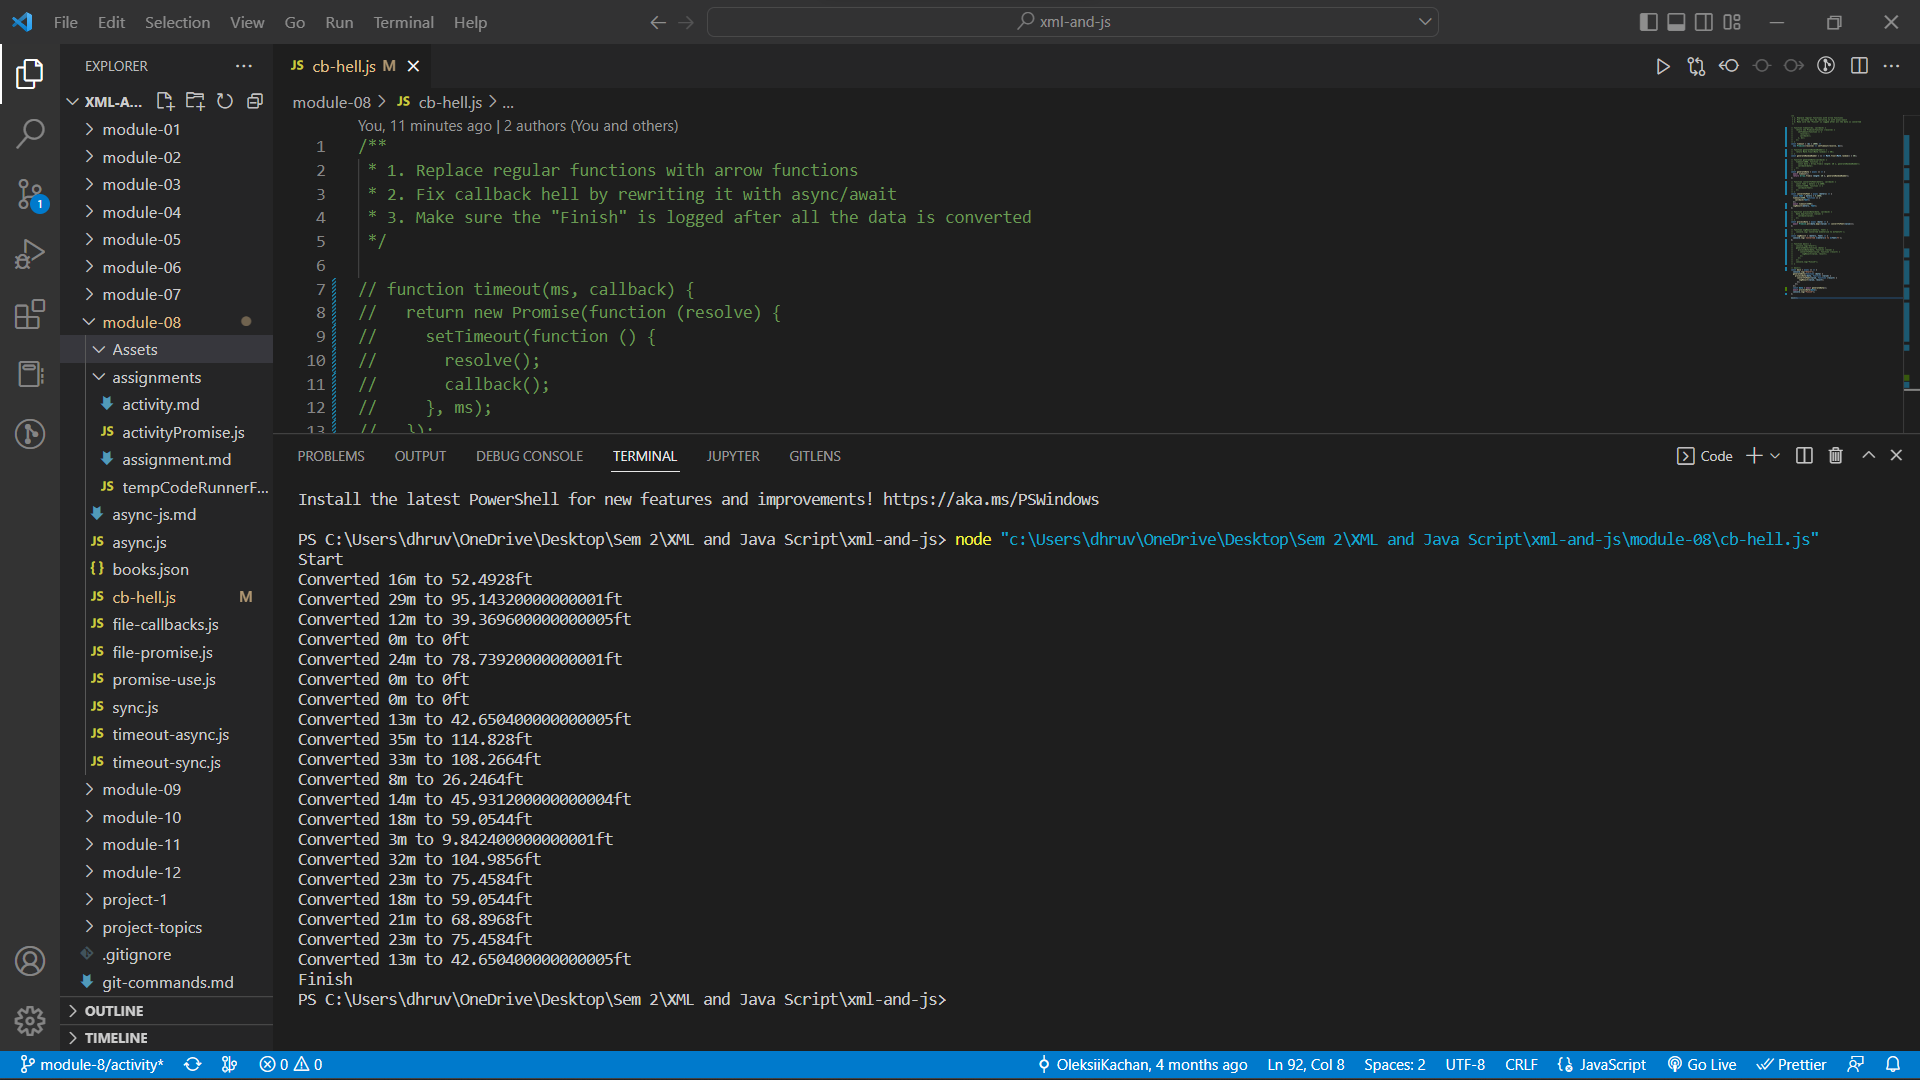 File Edit Selection View Go Run Terminal Help
xml-and-js
EXPLORER
XML-A...
module-01
module-02
module-03
module-04
module-05
module-06
module-07
module-08
Assets
assignments
activity.md
JS activityPromise.js
assignment.md
JS tempCodeRunnerF...
async-js.md
JS async.js
{} books.json
JS cb-hell.js M
JS file-callbacks.js
JS file-promise.js
JS promise-use.js
JS sync.js
JS timeout-async.js
JS timeout-sync.js
module-09
module-10
module-11
module-12
project-1
project-topics
.gitignore
git-commands.md
OUTLINE
TIMELINE
1
JS cb-hell.js M
module-08 > JS cb-hell.js > ...
You, 11 minutes ago | 2 authors (You and others)
1 /**
2 * 1. Replace regular functions with arrow functions
3 * 2. Fix callback hell by rewriting it with async/await
4 * 3. Make sure the "Finish" is logged after all the data is converted
5 */
6
7 // function timeout(ms, callback) {
8 //   return new Promise(function (resolve) {
9 //     setTimeout(function () {
10 //       resolve();
11 //       callback();
12 //     }, ms);
13 //   });
PROBLEMS OUTPUT DEBUG CONSOLE TERMINAL JUPYTER GITLENS
Code
Install the latest PowerShell for new features and improvements! https://aka.ms/PSWindows
PS C:\Users\dhruv\OneDrive\Desktop\Sem 2\XML and Java Script\xml-and-js> node "c:\Users\dhruv\OneDrive\Desktop\Sem 2\XML and Java Script\xml-and-js\module-08\cb-hell.js"
Start
Converted 16m to 52.4928ft
Converted 29m to 95.14320000000001ft
Converted 12m to 39.369600000000005ft
Converted 0m to 0ft
Converted 24m to 78.73920000000001ft
Converted 0m to 0ft
Converted 0m to 0ft
Converted 13m to 42.650400000000005ft
Converted 35m to 114.828ft
Converted 33m to 108.2664ft
Converted 8m to 26.2464ft
Converted 14m to 45.931200000000004ft
Converted 18m to 59.0544ft
Converted 3m to 9.842400000000001ft
Converted 32m to 104.9856ft
Converted 23m to 75.4584ft
Converted 18m to 59.0544ft
Converted 21m to 68.8968ft
Converted 23m to 75.4584ft
Converted 13m to 42.650400000000005ft
Finish
PS C:\Users\dhruv\OneDrive\Desktop\Sem 2\XML and Java Script\xml-and-js>
module-8/activity* 0 0 OleksiiKachan, 4 months ago Ln 92, Col 8 Spaces: 2 UTF-8 CRLF {} JavaScript Go Live Prettier